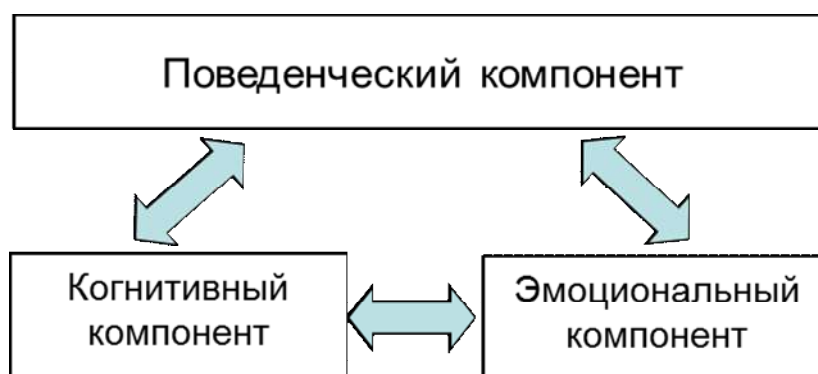 Поведенческий компонент
Когнитивный
компонент
Эмоциональный
компонент